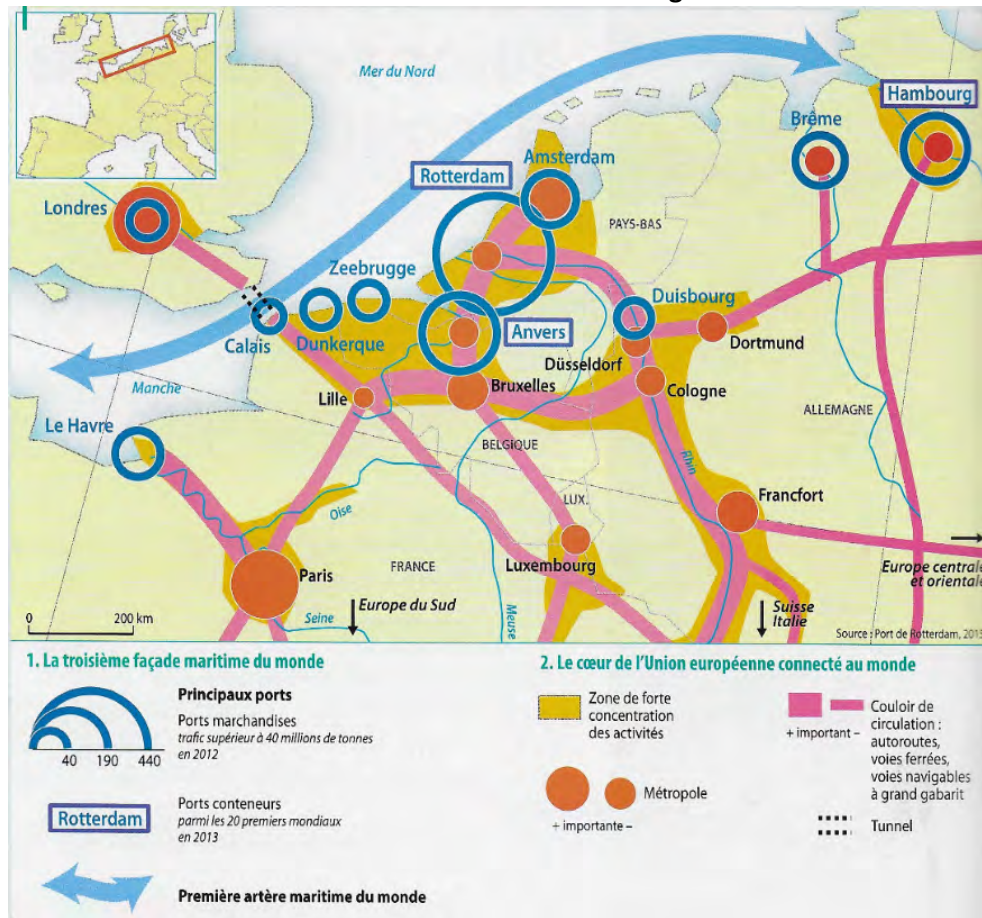 Mer du Nord
Hambourg
Brême
Amsterdam
Rotterdam
Londres
PAYS-BAS
Zeebrugge
Duisbourg
Calais
Dunkerque
Anvers
Dortmund
Düsseldorf
Manche
Lille
Bruxelles
Cologne
ALLEMAGNE
Le Havre
BELGIQUE
Rhin
LUX.
Francfort
Oise
Paris
FRANCE
Luxembourg
Europe centrale
et orientale
0
200 km
Seine
Europe du Sud
Meuse
Suisse
Italie
Source : Port de Rotterdam, 2013
1. La troisième façade maritime du monde
Principaux ports
Ports marchandises
trafic supérieur à 40 millions de tonnes
en 2012
40 190 440
Rotterdam
Ports conteneurs
parmi les 20 premiers mondiaux
en 2013
Première artère maritime du monde
2. Le cœur de l'Union européenne connecté au monde
Zone de forte
concentration
des activités
Métropole
+ importante –
+ important –
Couloir de
circulation :
autoroutes,
voies ferrées,
voies navigables
à grand gabarit
Tunnel